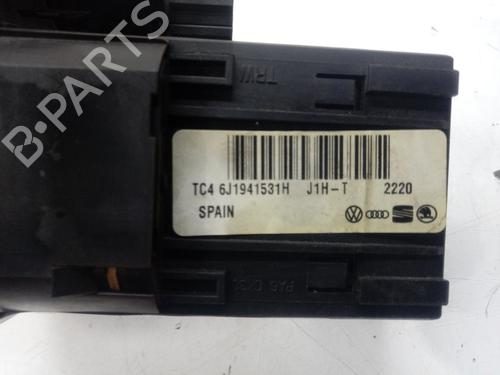 TRW
TC4 6J1941531H J1H-T 2220
SPAIN
B-PARTS